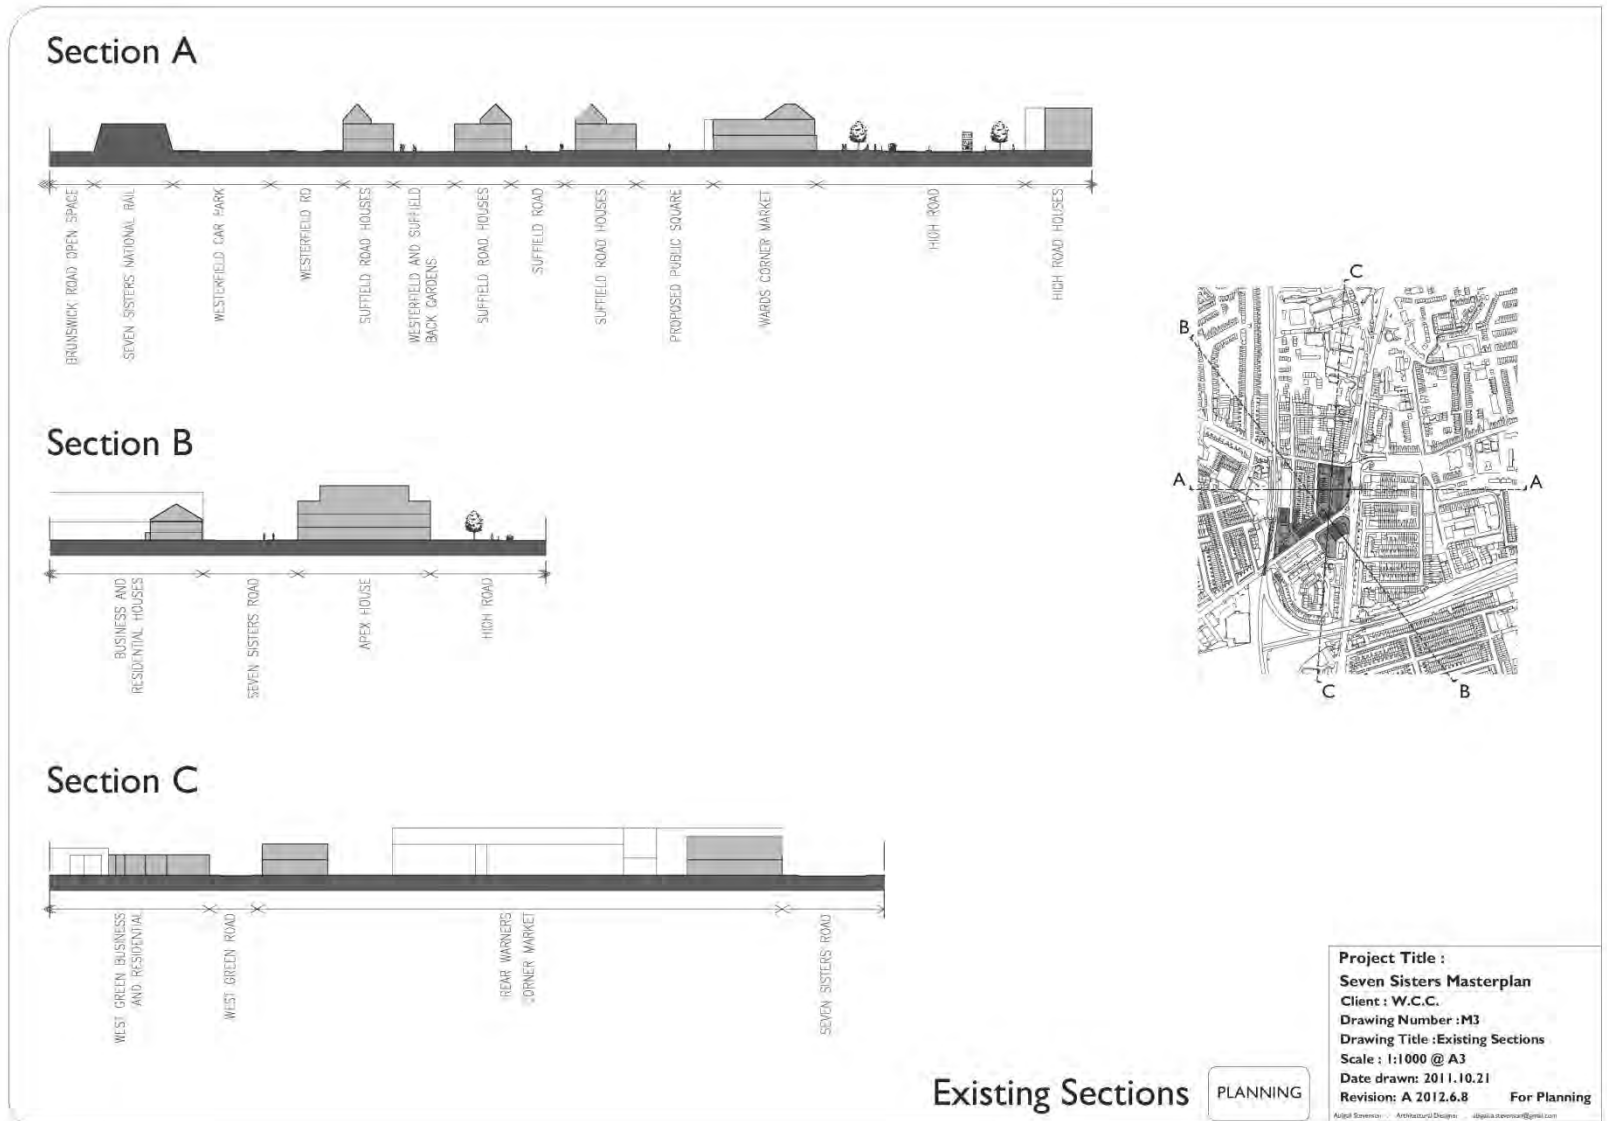 Section A
BRUNSWICK ROAD OPEN SPACE
SEVEN SISTERS NATIONAL RAIL
WESTERFIELD CAR PARK
WESTERFIELD RD
SUFFIELD ROAD HOUSES
WESTERFIELD AND SUFFIELD
BACK GARDENS
SUFFIELD ROAD HOUSES
SUFFIELD ROAD
SUFFIELD ROAD HOUSES
PROPOSED PUBLIC SQUARE
WARDS CORNER MARKET
HIGH ROAD
HIGH ROAD HOUSES
C
B
A
A
C
B
Section B
BUSINESS AND
RESIDENTIAL HOUSES
SEVEN SISTERS ROAD
APEX HOUSE
HIGH ROAD
Section C
WEST GREEN BUSINESS
AND RESIDENTIAL
WEST GREEN ROAD
REAR WARNERS
CORNER MARKET
SEVEN SISTERS' ROAD
Existing Sections
PLANNING
Project Title :
Seven Sisters Masterplan
Client : W.C.C.
Drawing Number :M3
Drawing Title :Existing Sections
Scale : 1:1000 @ A3
Date drawn: 2011.10.21
Revision: A 2012.6.8 For Planning
Architectural Designer